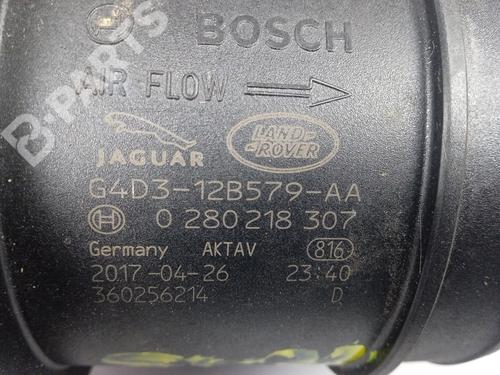 BOSCH
AIR FLOW
JAGUAR
LAND-ROVER
G4D3-12B579-AA
0 280 218 307
Germany AKTAV 816
2017-04-26 23:40
360256214 D
B-PARTS